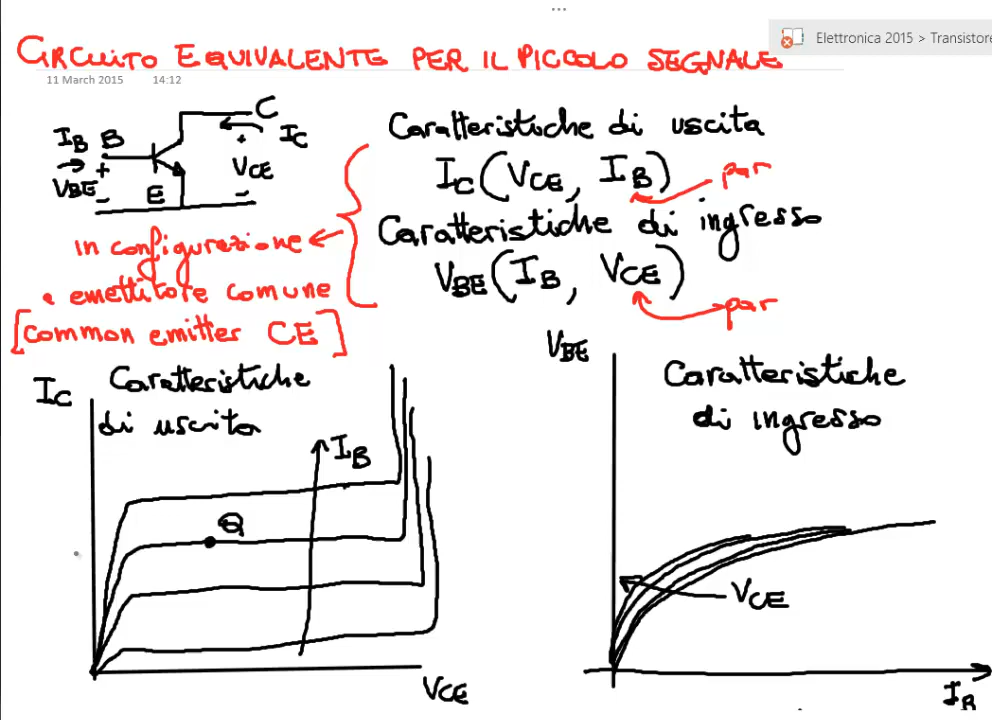 Elettronica 2015 > Transistore
CIRCUITO EQUIVALENTE PER IL PICCOLO SEGNALE
11 March 2015 14:12
IB B
C
IC
+
VBE
-
E
+
VCE
-
Caratteristiche di uscita
IC(VCE, IB)
par
Caratteristiche di ingresso
VBE(IB, VCE)
par
In configurazione
a emettitore comune
[common emitter CE]
IC
Caratteristiche
di uscita
IB
Q
VCE
VBE
Caratteristiche
di ingresso
VCE
IB